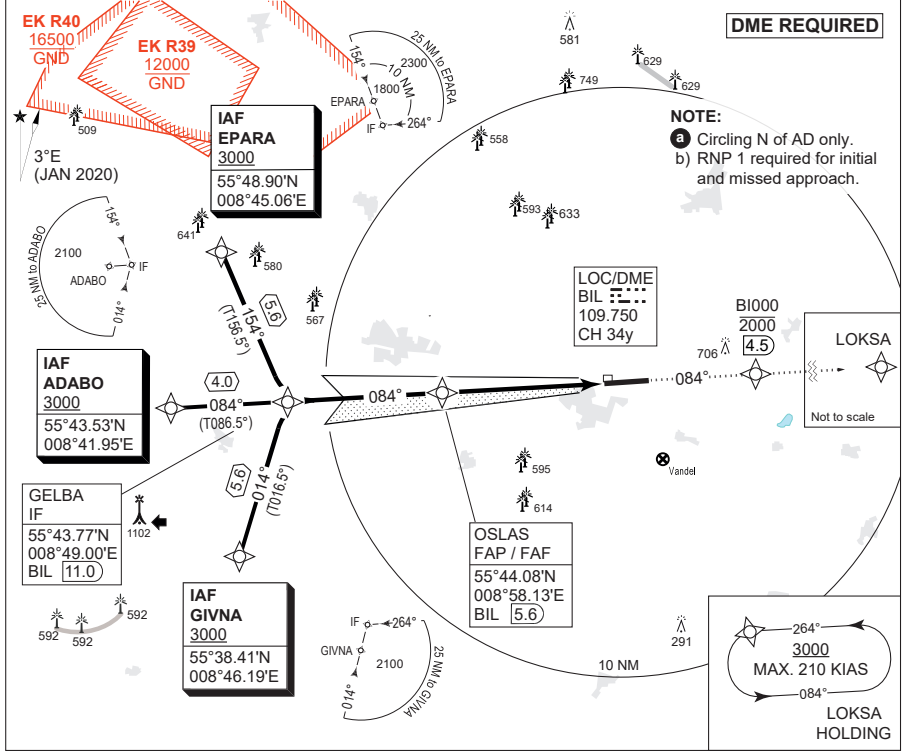 EK R40
16500
GND
EK R39
12000
GND
509
3°E
(JAN 2020)
IAF
EPARA
3000
55°48.90'N
008°45.06'E
25 NM to EPARA
154°
10 NM
2300
1800
EPARA
IF
264°
581
629
629
749
558
593
633
DME REQUIRED
NOTE:
a Circling N of AD only.
b) RNP 1 required for initial
and missed approach.
25 NM to ADABO
154°
2100
ADABO
IF
014°
641
580
567
5.6
154°
(T156.5°)
LOC/DME
BIL
109.750
CH 34y
BI000
2000
4.5
706
084°
LOKSA
Not to scale
IAF
ADABO
3000
55°43.53'N
008°41.95'E
4.0
084°
(T086.5°)
084°
5.6
014°
(T016.5°)
GELBA
IF
55°43.77'N
008°49.00'E
BIL 11.0
1102
592
592
592
IAF
GIVNA
3000
55°38.41'N
008°46.19'E
IF
264°
GIVNA
2100
014°
25 NM to GIVNA
595
614
OSLAS
FAP / FAF
55°44.08'N
008°58.13'E
BIL 5.6
Vandel
291
10 NM
264°
3000
MAX. 210 KIAS
084°
LOKSA
HOLDING